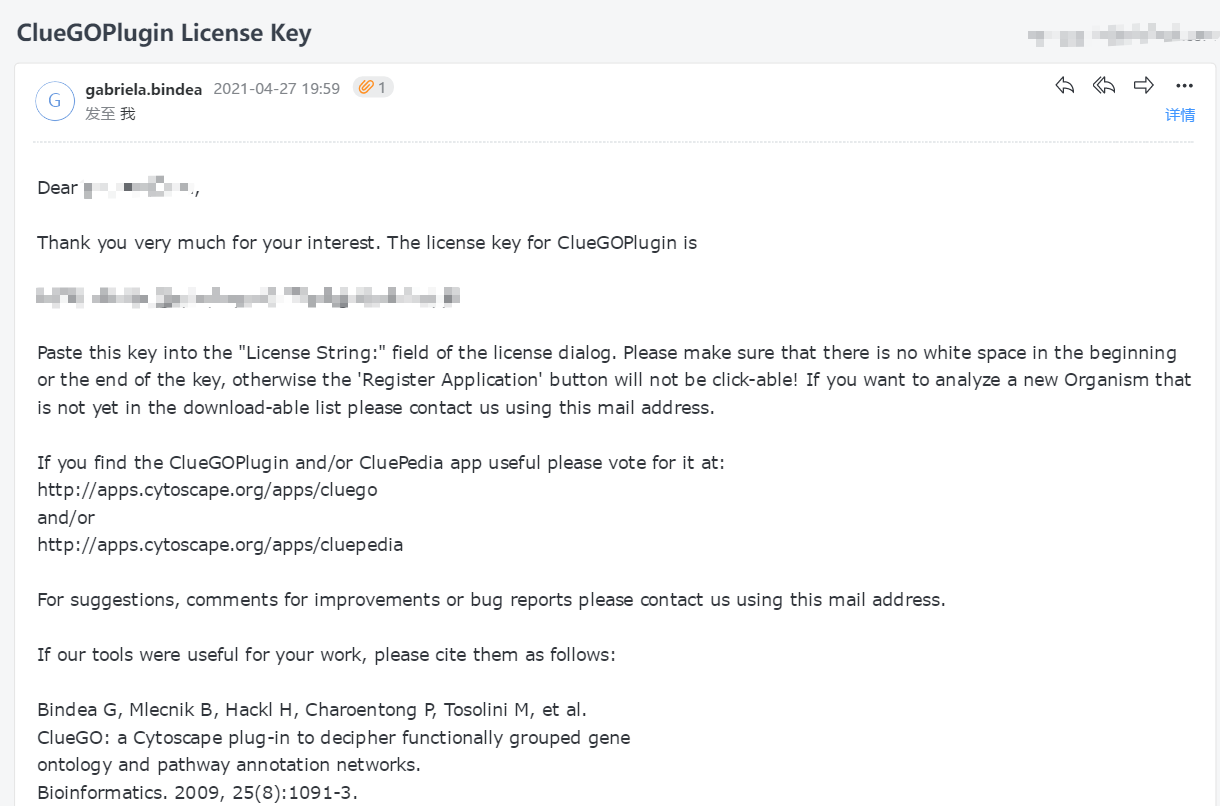 ClueGOPlugin License Key
G
gabriela.bindea 2021-04-27 19:59 1
发至 我
详情
Dear ,
Thank you very much for your interest. The license key for ClueGOPlugin is
Paste this key into the "License String:" field of the license dialog. Please make sure that there is no white space in the beginning
or the end of the key, otherwise the 'Register Application' button will not be click-able! If you want to analyze a new Organism that
is not yet in the download-able list please contact us using this mail address.
If you find the ClueGOPlugin and/or CluePedia app useful please vote for it at:
http://apps.cytoscape.org/apps/cluego
and/or
http://apps.cytoscape.org/apps/cluepedia
For suggestions, comments for improvements or bug reports please contact us using this mail address.
If our tools were useful for your work, please cite them as follows:
Bindea G, Mlecnik B, Hackl H, Charoentong P, Tosolini M, et al.
ClueGO: a Cytoscape plug-in to decipher functionally grouped gene
ontology and pathway annotation networks.
Bioinformatics. 2009, 25(8):1091-3.